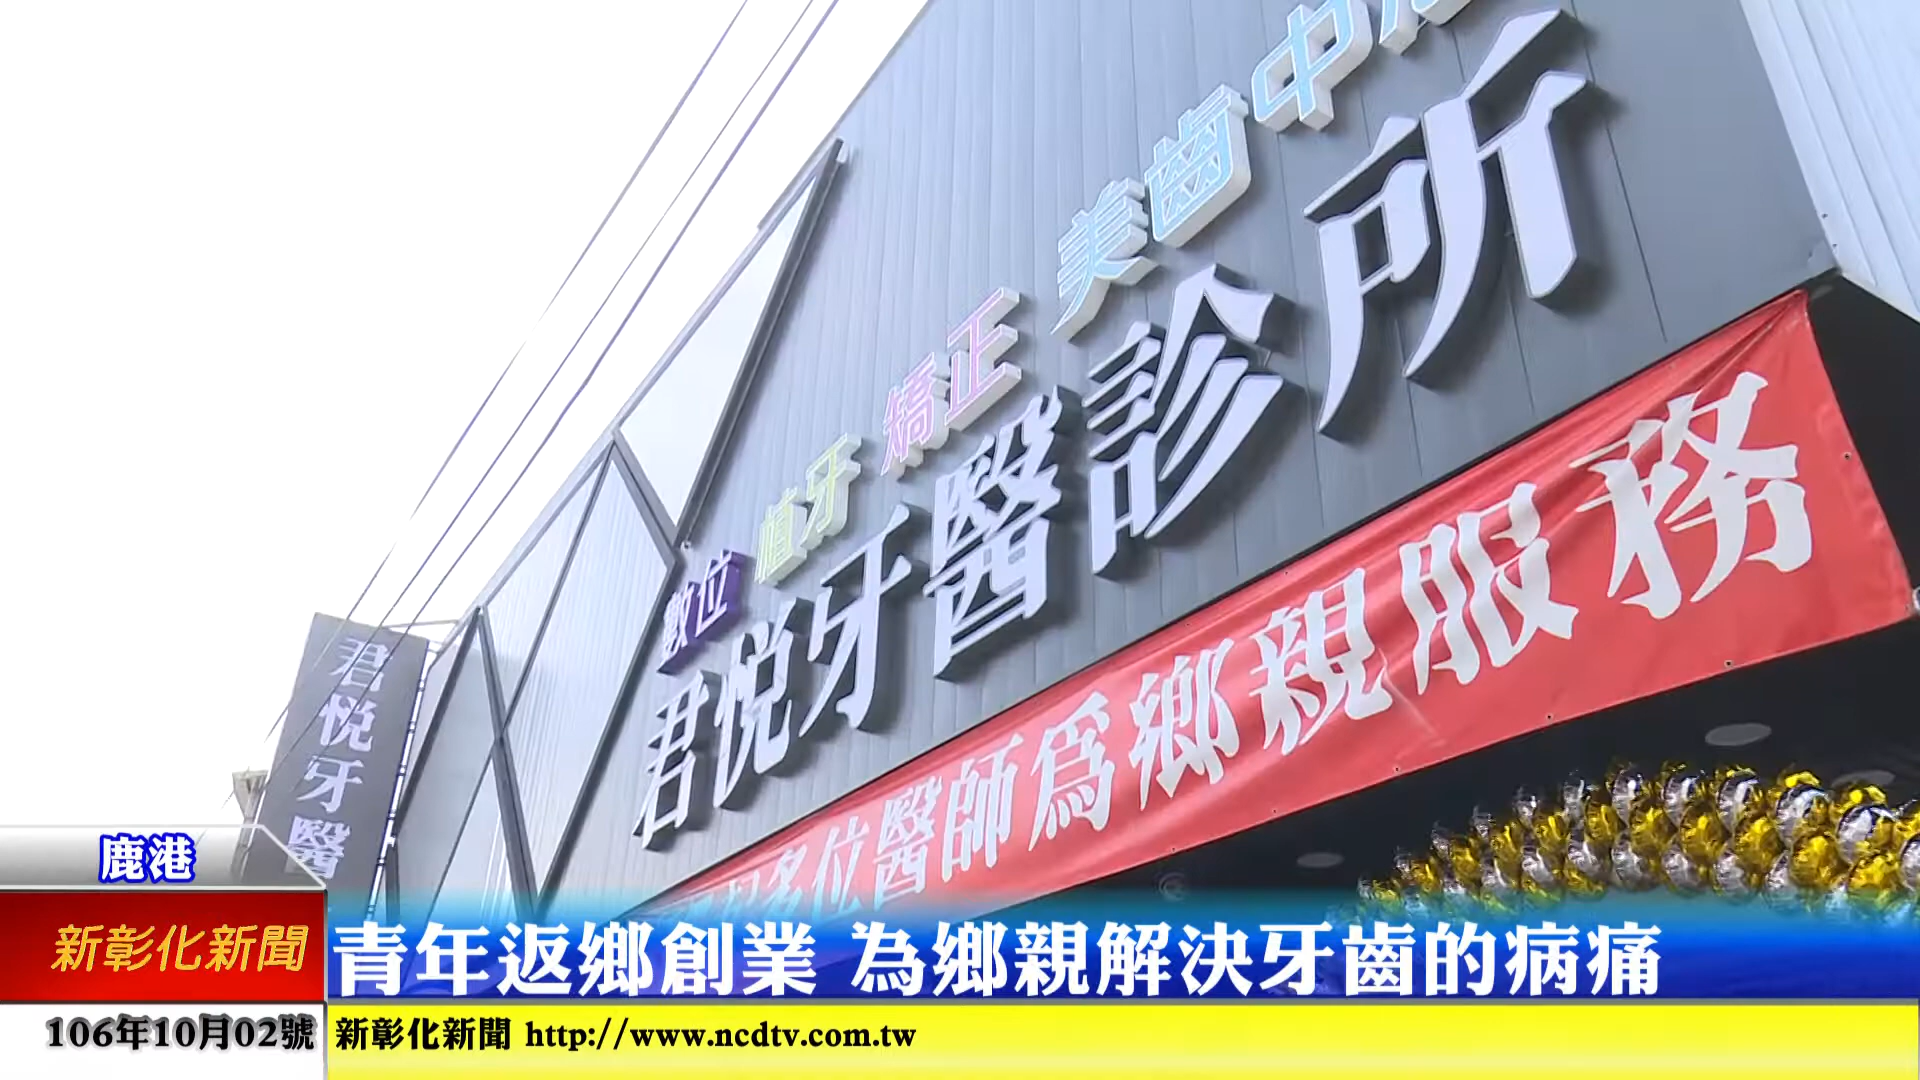 數位 植牙 矯正 美齒中心
君悅牙醫診所
多位醫師為鄉親服務
君悅牙醫
鹿港
新彰化新聞
青年返鄉創業 為鄉親解決牙齒的病痛
106年10月02號
新彰化新聞 http://www.ncdtv.com.tw